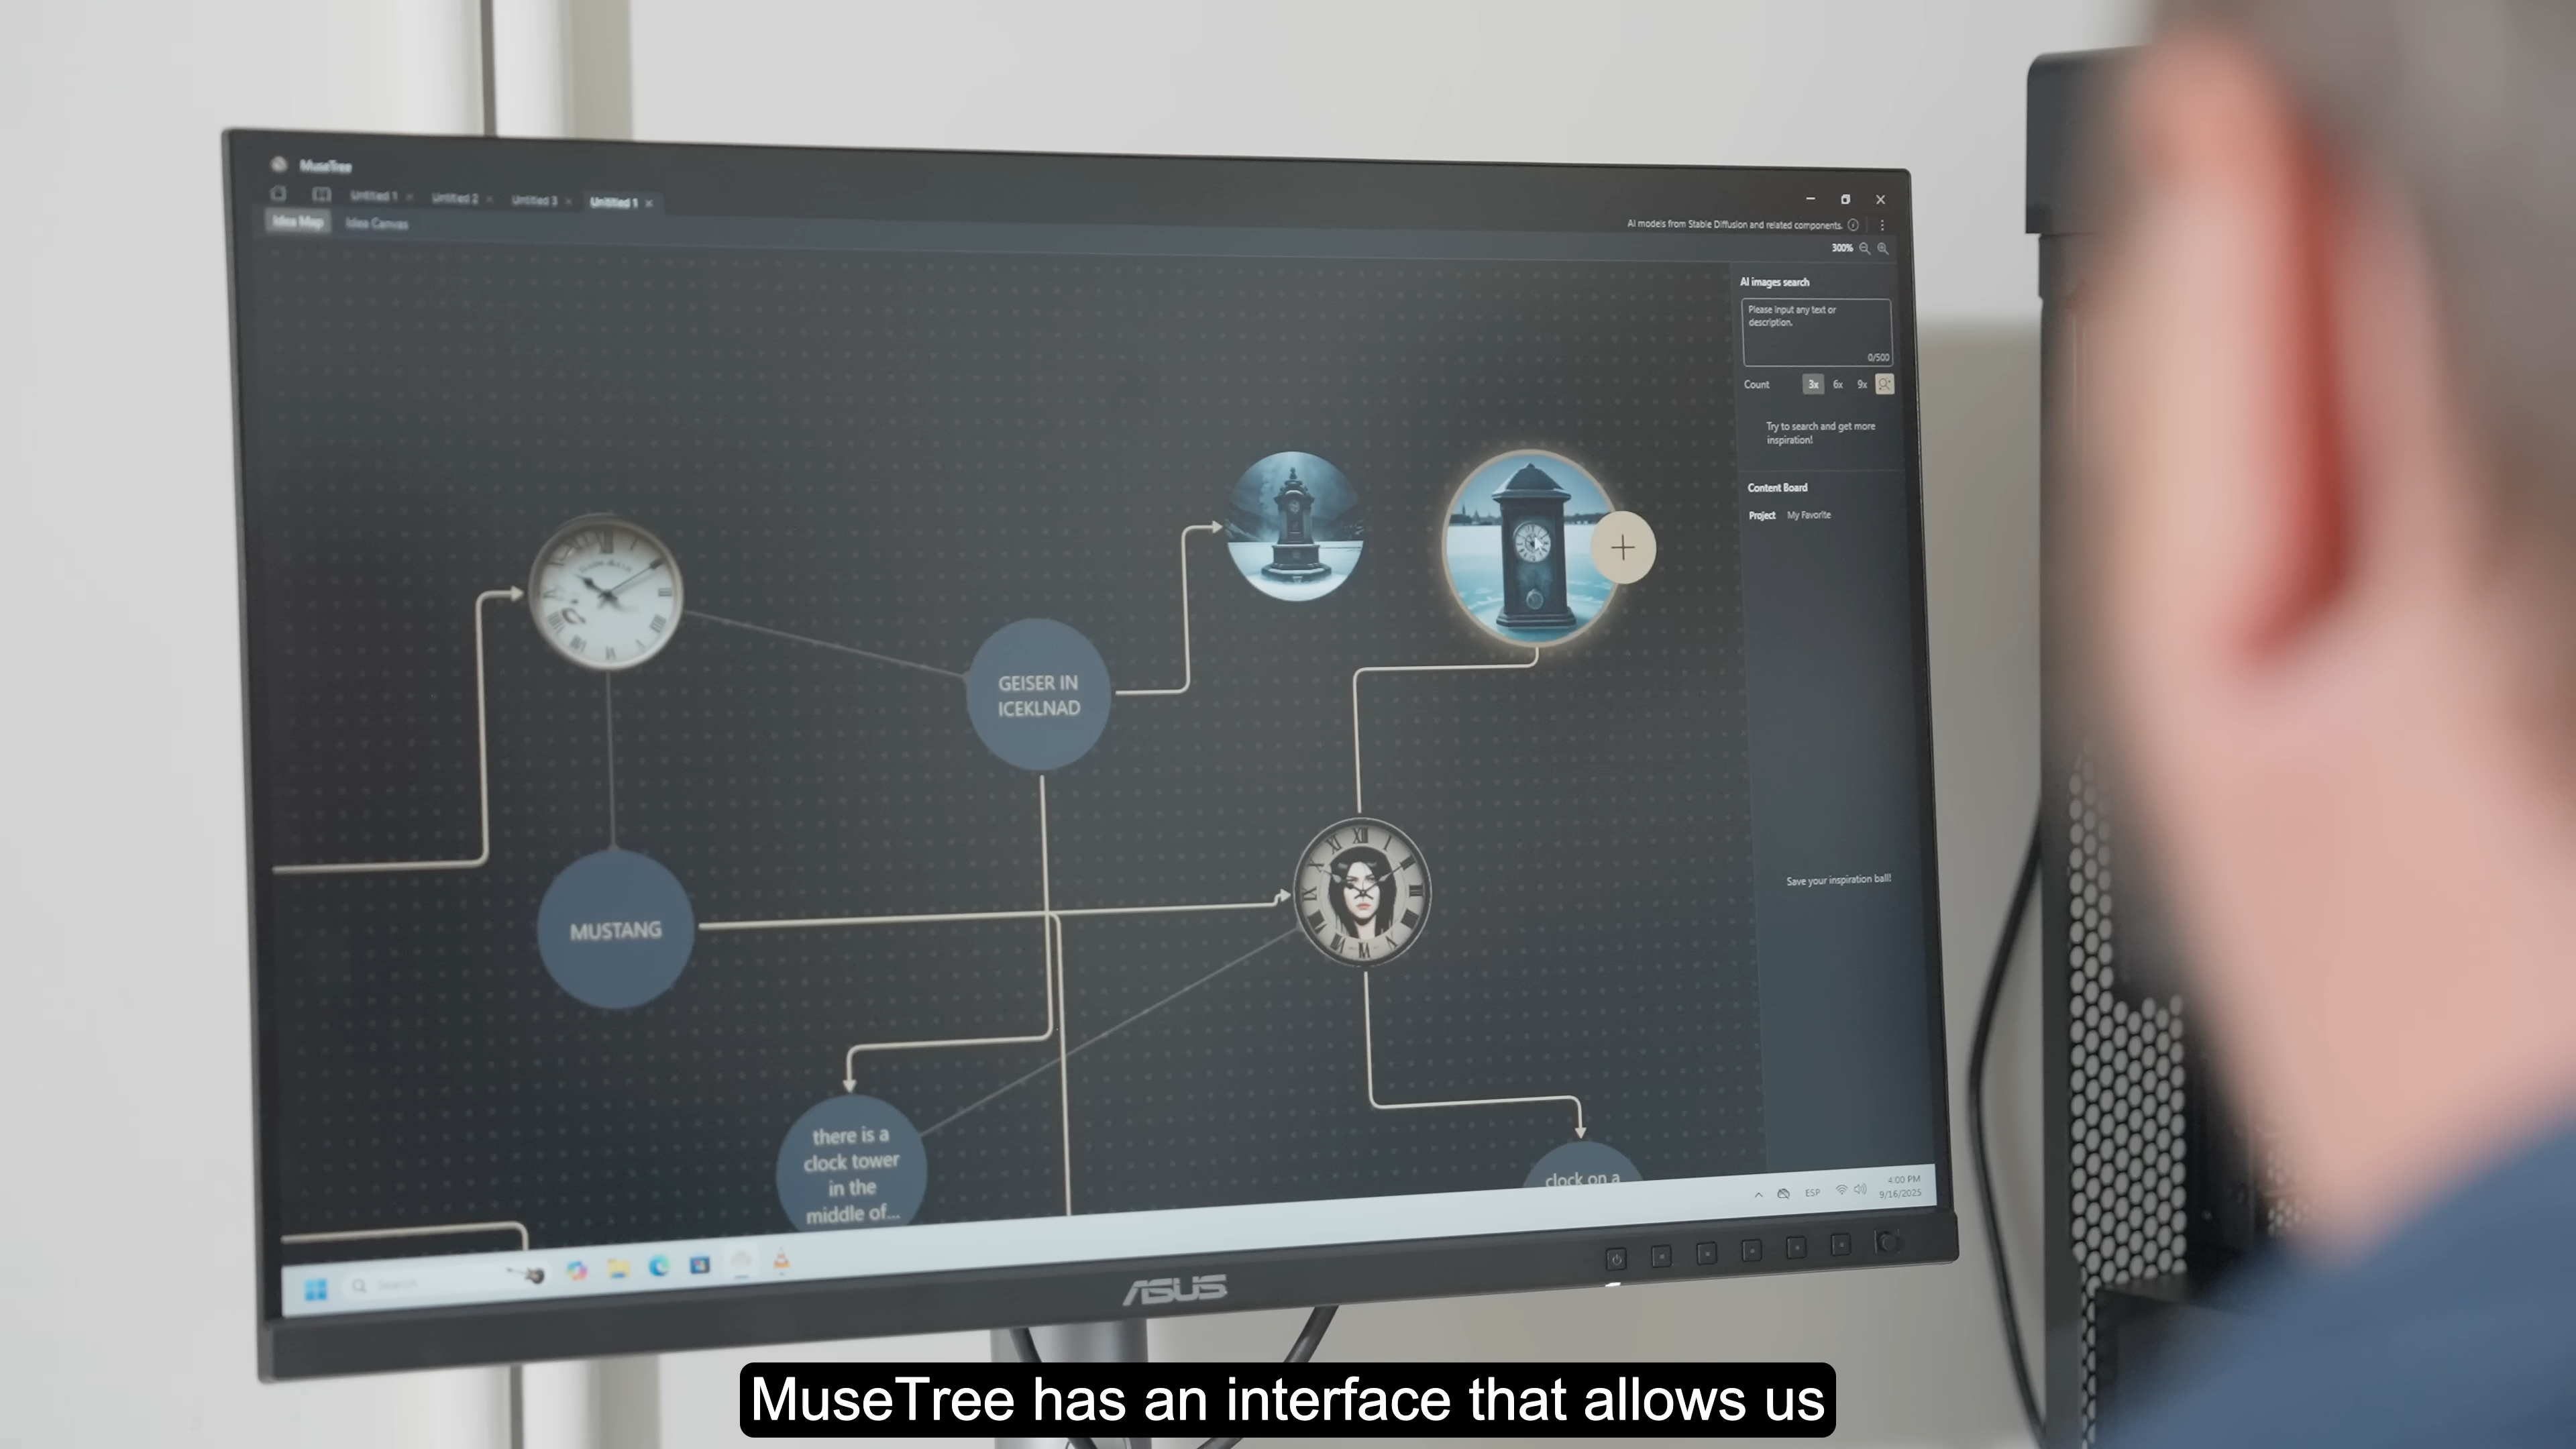 MuseTree
Untitled 1
Untitled 2
Untitled 3
Untitled 1
Idea Map
Idea Canvas
AI models from Stable Diffusion and related components.
300%
AI images search
Please input any text or
description.
0/500
Count
3x
6x
9x
Try to search and get more
inspiration!
Content Board
Project
My Favorite
GEISER IN
ICEKLNAD
MUSTANG
Save your inspiration ball!
there is a
clock tower
in the
middle of...
clock on a
Search
ESP
4:00 PM
9/16/2025
ASUS
MuseTree has an interface that allows us